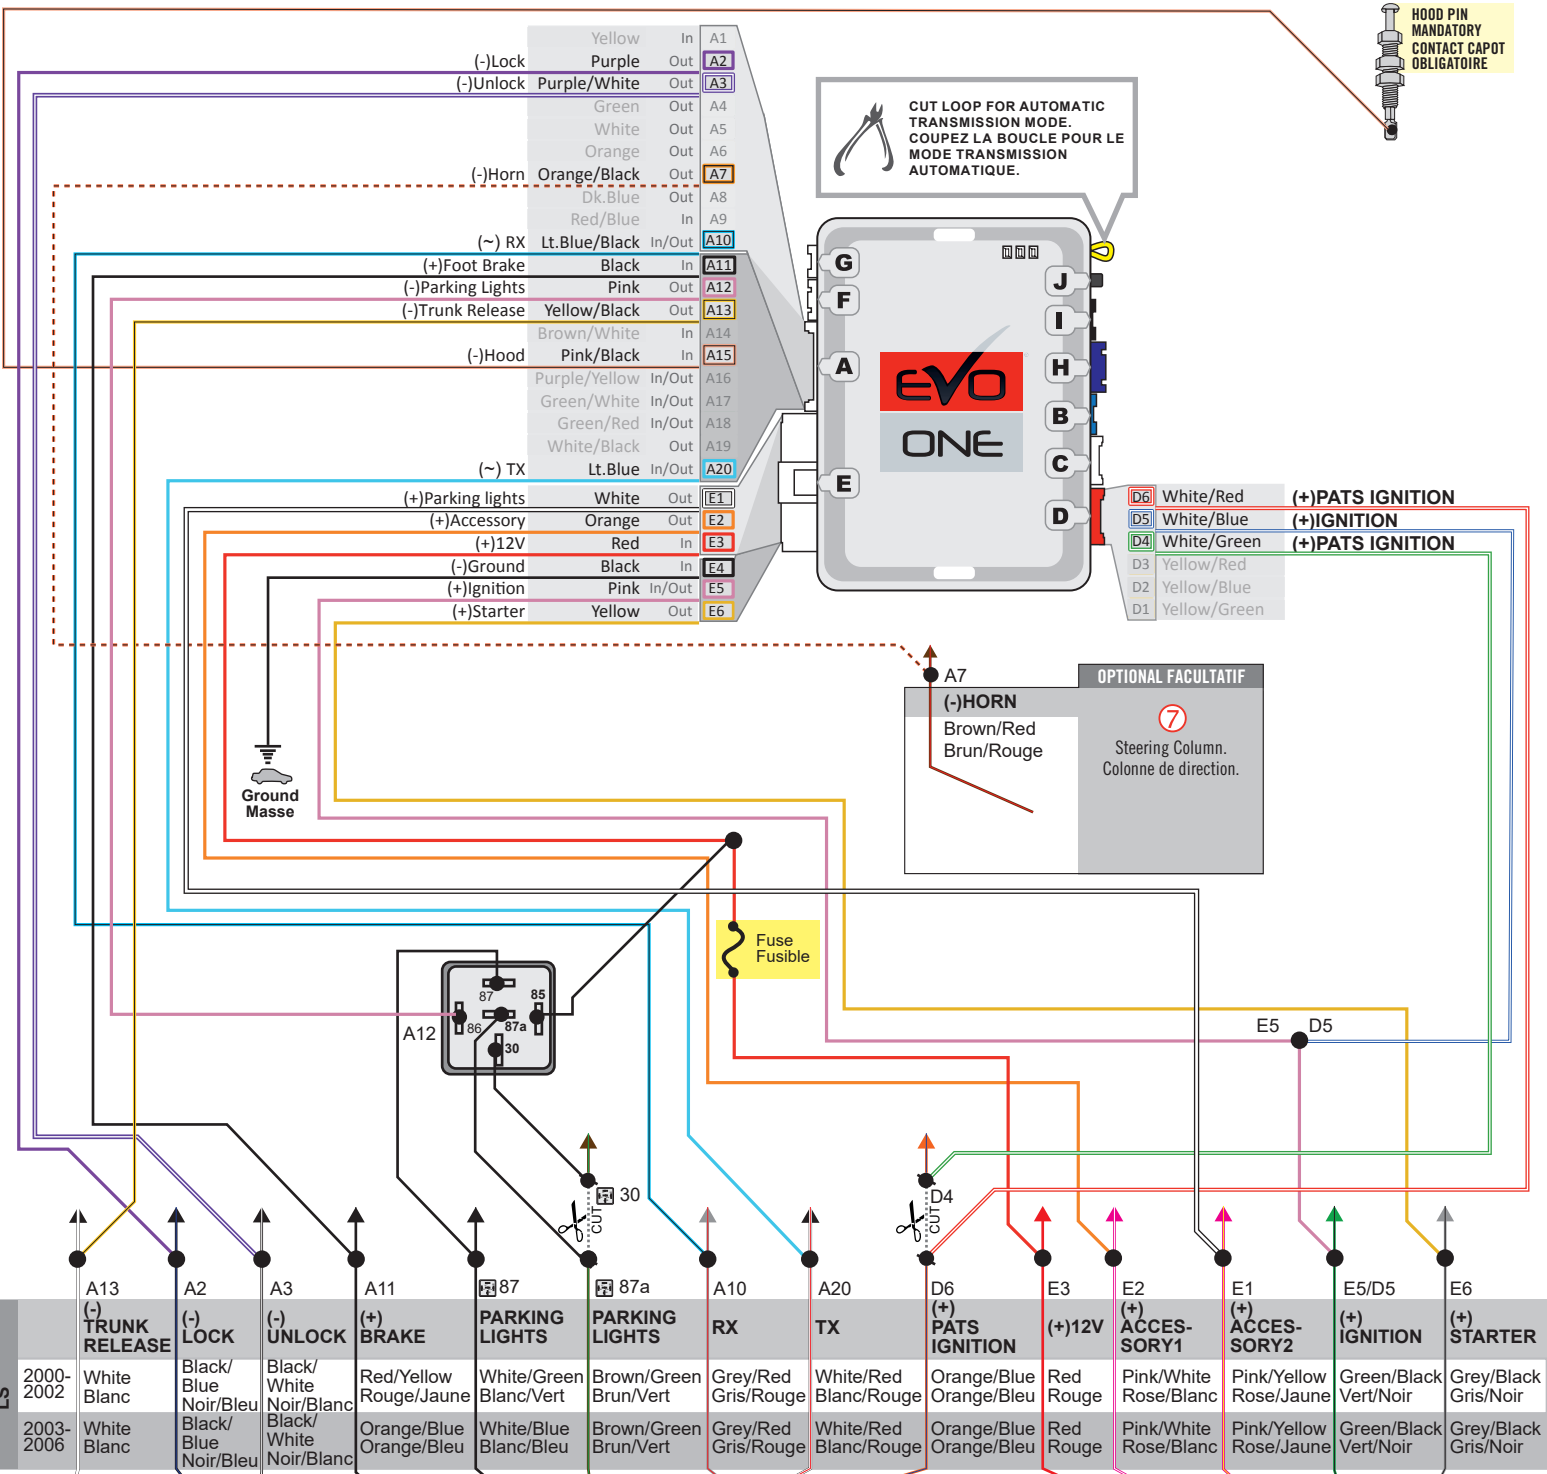 HOOD PIN
MANDATORY
CONTACT CAPOT
OBLIGATOIRE
Yellow In A1
(-)Lock Purple Out A2
(-)Unlock Purple/White Out A3
Green Out A4
White Out A5
Orange Out A6
(-)Horn Orange/Black Out A7
Dk.Blue Out A8
Red/Blue In A9
(~) RX Lt.Blue/Black In/Out A10
(+)Foot Brake Black In A11
(-)Parking Lights Pink Out A12
(-)Trunk Release Yellow/Black Out A13
Brown/White In A14
(-)Hood Pink/Black In A15
Purple/Yellow In/Out A16
Green/White In/Out A17
Green/Red In/Out A18
White/Black Out A19
(~) TX Lt.Blue In/Out A20
(+)Parking lights White Out E1
(+)Accessory Orange Out E2
(+)12V Red In E3
(-)Ground Black In E4
(+)Ignition Pink In/Out E5
(+)Starter Yellow Out E6
CUT LOOP FOR AUTOMATIC
TRANSMISSION MODE.
COUPEZ LA BOUCLE POUR LE
MODE TRANSMISSION
AUTOMATIQUE.
G
F
A
E
J
I
H
B
C
D
EVO
ONE
D6 White/Red (+)PATS IGNITION
D5 White/Blue (+)IGNITION
D4 White/Green (+)PATS IGNITION
D3 Yellow/Red
D2 Yellow/Blue
D1 Yellow/Green
A7
(-)HORN
Brown/Red
Brun/Rouge
OPTIONAL FACULTATIF
7
Steering Column.
Colonne de direction.
Ground
Masse
Fuse
Fusible
A12
87
85
86
87a
30
E5 D5
30
CUT
D4
CUT
A13 A2 A3 A11 87 87a A10 A20 D6 E3 E2 E1 E5/D5 E6
(-)
TRUNK
RELEASE
(-)
LOCK
(-)
UNLOCK
(+)
BRAKE
PARKING
LIGHTS
PARKING
LIGHTS
RX
TX
(+)
PATS
IGNITION
(+)12V
(+)
ACCES-
SORY1
(+)
ACCES-
SORY2
(+)
IGNITION
(+)
STARTER
LS
2000-
2002
White
Blanc
Black/
Blue
Noir/Bleu
Black/
White
Noir/Blanc
Red/Yellow
Rouge/Jaune
White/Green
Blanc/Vert
Brown/Green
Brun/Vert
Grey/Red
Gris/Rouge
White/Red
Blanc/Rouge
Orange/Blue
Orange/Bleu
Red
Rouge
Pink/White
Rose/Blanc
Pink/Yellow
Rose/Jaune
Green/Black
Vert/Noir
Grey/Black
Gris/Noir
2003-
2006
White
Blanc
Black/
Blue
Noir/Bleu
Black/
White
Noir/Blanc
Orange/Blue
Orange/Bleu
White/Blue
Blanc/Bleu
Brown/Green
Brun/Vert
Grey/Red
Gris/Rouge
White/Red
Blanc/Rouge
Orange/Blue
Orange/Bleu
Red
Rouge
Pink/White
Rose/Blanc
Pink/Yellow
Rose/Jaune
Green/Black
Vert/Noir
Grey/Black
Gris/Noir